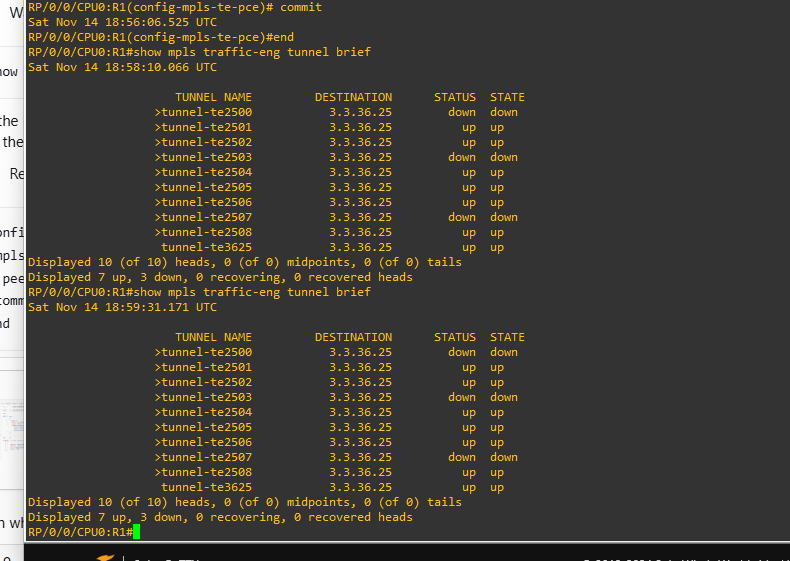 RP/0/0/CPU0:R1(config-mpls-te-pce)# commit
Sat Nov 14 18:56:06.525 UTC
RP/0/0/CPU0:R1(config-mpls-te-pce)#end
RP/0/0/CPU0:R1#show mpls traffic-eng tunnel brief
Sat Nov 14 18:58:10.066 UTC
TUNNEL NAME DESTINATION STATUS STATE
>tunnel-te2500 3.3.36.25 down down
>tunnel-te2501 3.3.36.25 up up
>tunnel-te2502 3.3.36.25 up up
>tunnel-te2503 3.3.36.25 down down
>tunnel-te2504 3.3.36.25 up up
>tunnel-te2505 3.3.36.25 up up
>tunnel-te2506 3.3.36.25 up up
>tunnel-te2507 3.3.36.25 down down
>tunnel-te2508 3.3.36.25 up up
tunnel-te3625 3.3.36.25 up up
Displayed 10 (of 10) heads, 0 (of 0) midpoints, 0 (of 0) tails
Displayed 7 up, 3 down, 0 recovering, 0 recovered heads
RP/0/0/CPU0:R1#show mpls traffic-eng tunnel brief
Sat Nov 14 18:59:31.171 UTC
TUNNEL NAME DESTINATION STATUS STATE
>tunnel-te2500 3.3.36.25 down down
>tunnel-te2501 3.3.36.25 up up
>tunnel-te2502 3.3.36.25 up up
>tunnel-te2503 3.3.36.25 down down
>tunnel-te2504 3.3.36.25 up up
>tunnel-te2505 3.3.36.25 up up
>tunnel-te2506 3.3.36.25 up up
>tunnel-te2507 3.3.36.25 down down
>tunnel-te2508 3.3.36.25 up up
tunnel-te3625 3.3.36.25 up up
Displayed 10 (of 10) heads, 0 (of 0) midpoints, 0 (of 0) tails
Displayed 7 up, 3 down, 0 recovering, 0 recovered heads
RP/0/0/CPU0:R1#